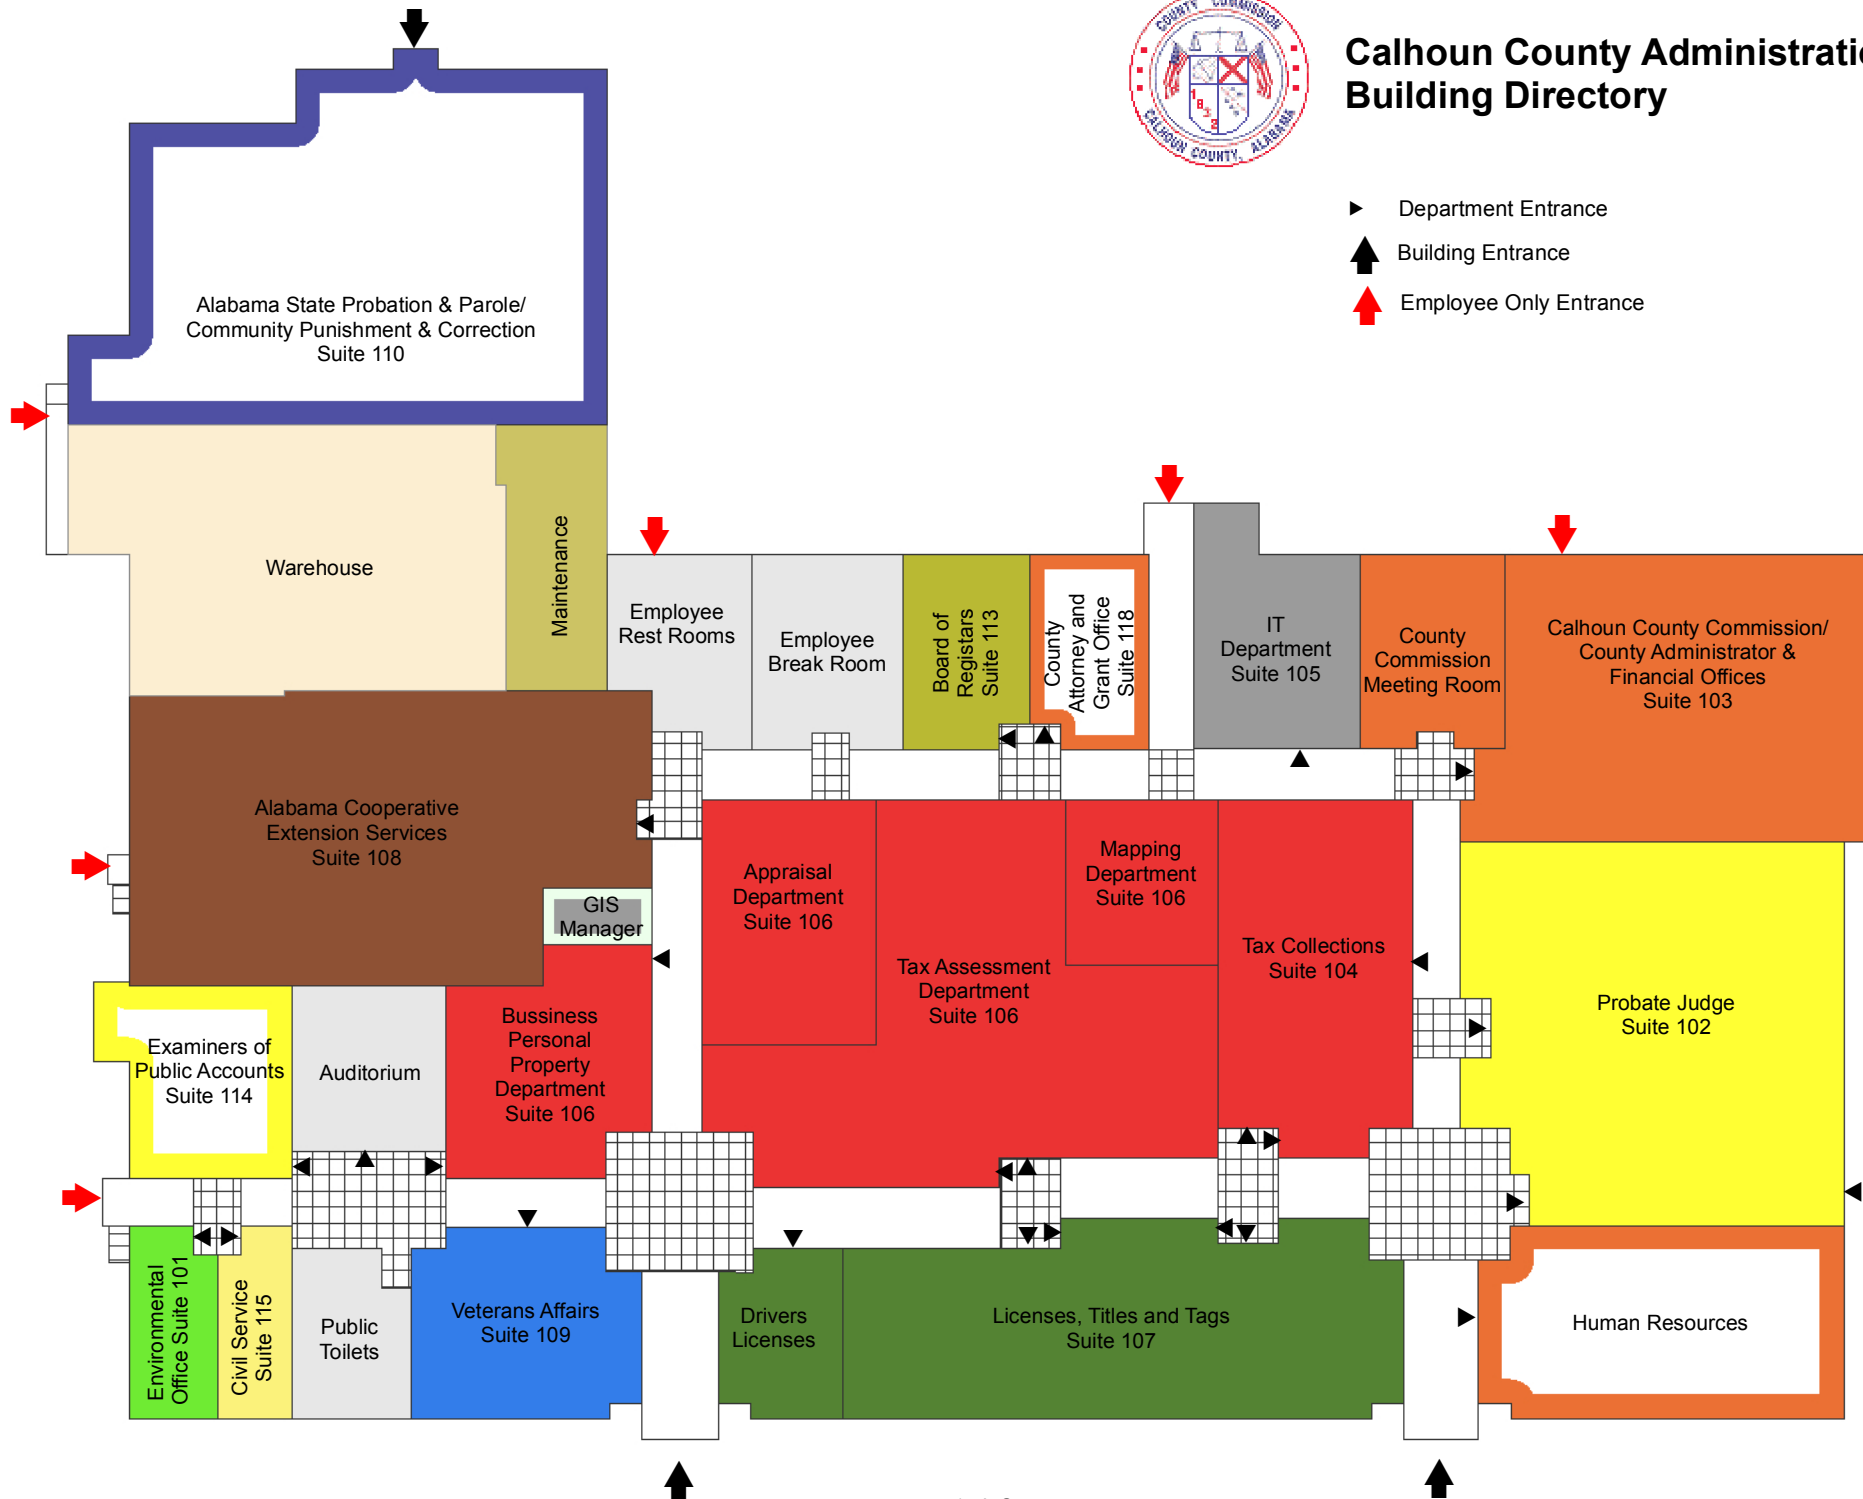 COUNTY COMMISSION
CALHOUN COUNTY, ALABAMA
Calhoun County Administratio
Building Directory
Department Entrance
Building Entrance
Employee Only Entrance
Alabama State Probation & Parole/
Community Punishment & Correction
Suite 110
Warehouse
Maintenance
Employee
Rest Rooms
Employee
Break Room
Board of
Registars
Suite 113
County
Attorney and
Grant Office
Suite 118
IT
Department
Suite 105
County
Commission
Meeting Room
Calhoun County Commission/
County Administrator &
Financial Offices
Suite 103
Alabama Cooperative
Extension Services
Suite 108
GIS
Manager
Appraisal
Department
Suite 106
Mapping
Department
Suite 106
Tax Assessment
Department
Suite 106
Tax Collections
Suite 104
Probate Judge
Suite 102
Examiners of
Public Accounts
Suite 114
Auditorium
Bussiness
Personal
Property
Department
Suite 106
Environmental
Office Suite 101
Civil Service
Suite 115
Public
Toilets
Veterans Affairs
Suite 109
Drivers
Licenses
Licenses, Titles and Tags
Suite 107
Human Resources